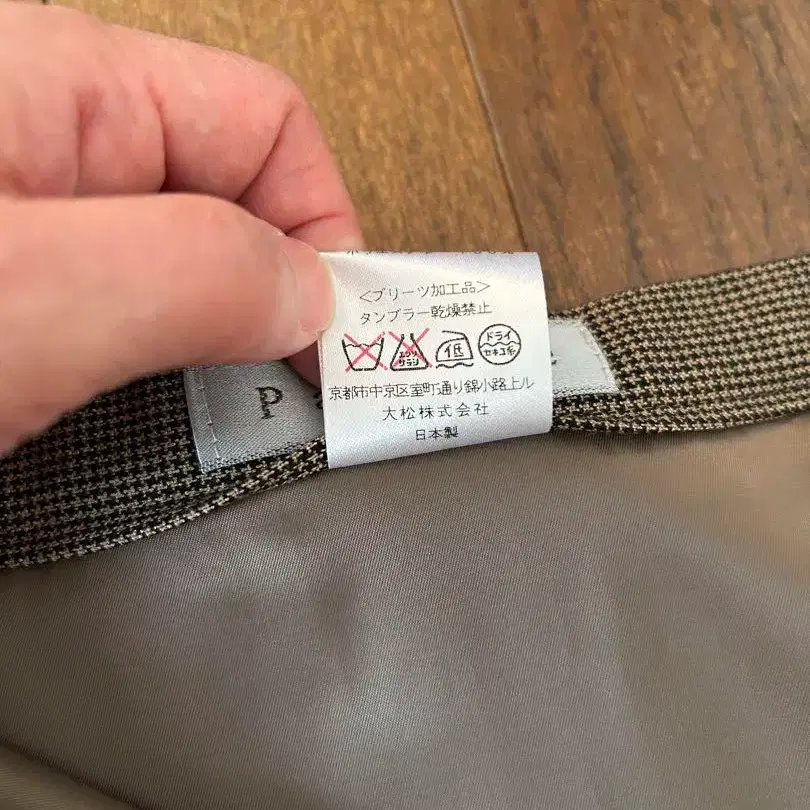 <プリーツ加工品>
タンブラー乾燥禁止
エンソ サラシ 低 ドライ セキユ系
京都市中京区室町通り錦小路上ル
大松株式会社
日本製
P